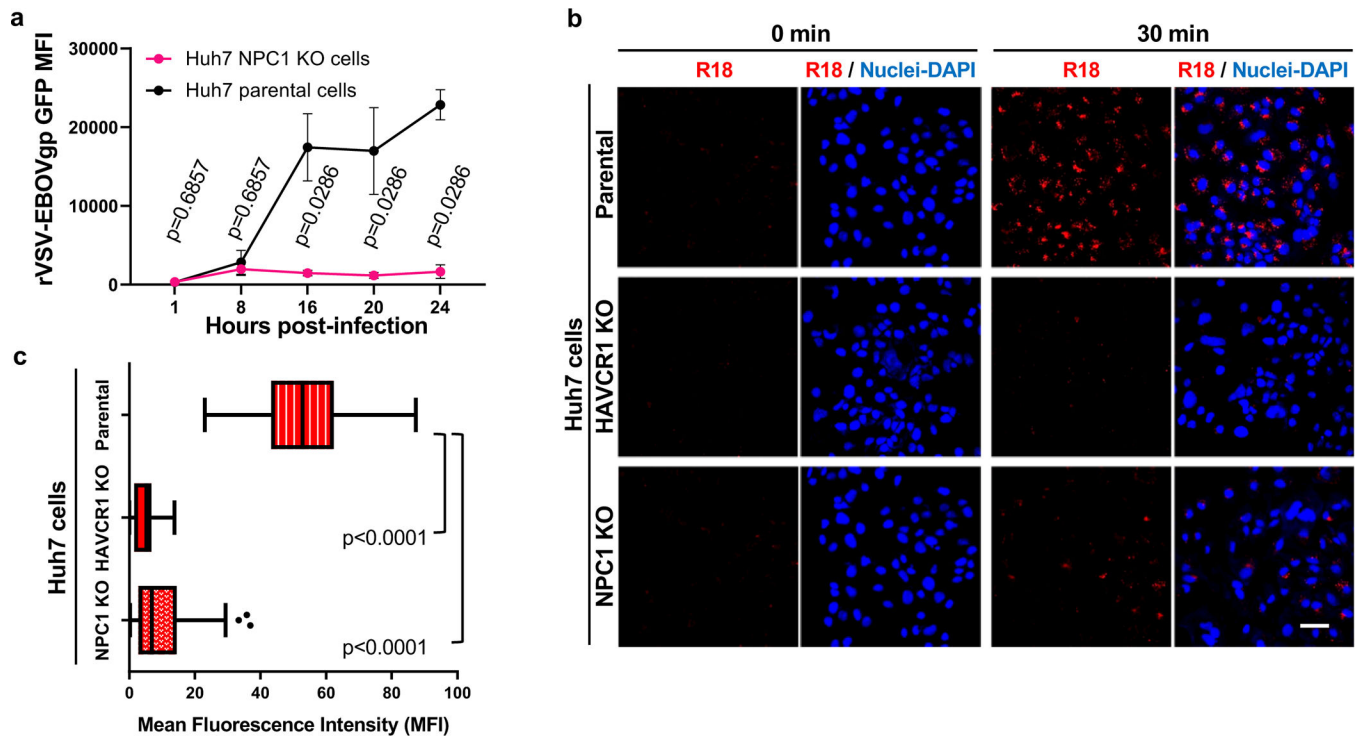 a
rVSV-EBOVgp GFP MFI
30000
20000
10000
0
Huh7 NPC1 KO cells
Huh7 parental cells
p=0.6857
p=0.6857
p=0.0286
p=0.0286
p=0.0286
1 8 16 20 24
Hours post-infection
b
0 min 30 min
R18 R18 / Nuclei-DAPI R18 R18 / Nuclei-DAPI
Huh7 cells
Parental
HAVCR1 KO
NPC1 KO
c
Huh7 cells
Parental
HAVCR1 KO
NPC1 KO
p<0.0001
p<0.0001
0 20 40 60 80 100
Mean Fluorescence Intensity (MFI)